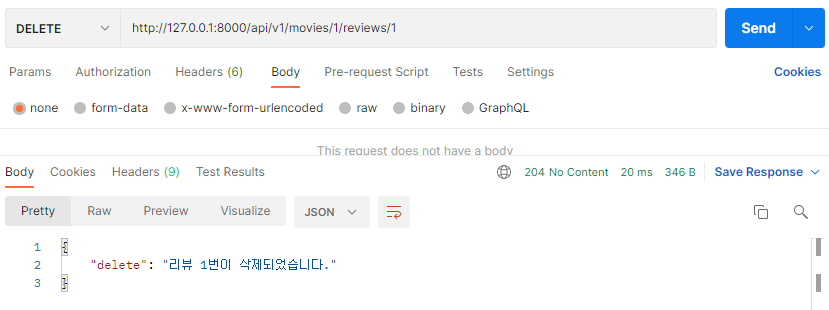 DELETE http://127.0.0.1:8000/api/v1/movies/1/reviews/1 Send
Params Authorization Headers (6) Body Pre-request Script Tests Settings Cookies
none form-data x-www-form-urlencoded raw binary GraphQL
This request does not have a body
Body Cookies Headers (9) Test Results 204 No Content 20 ms 346 B Save Response
Pretty Raw Preview Visualize JSON
1 {
2 "delete": "리뷰 1번이 삭제되었습니다."
3 }